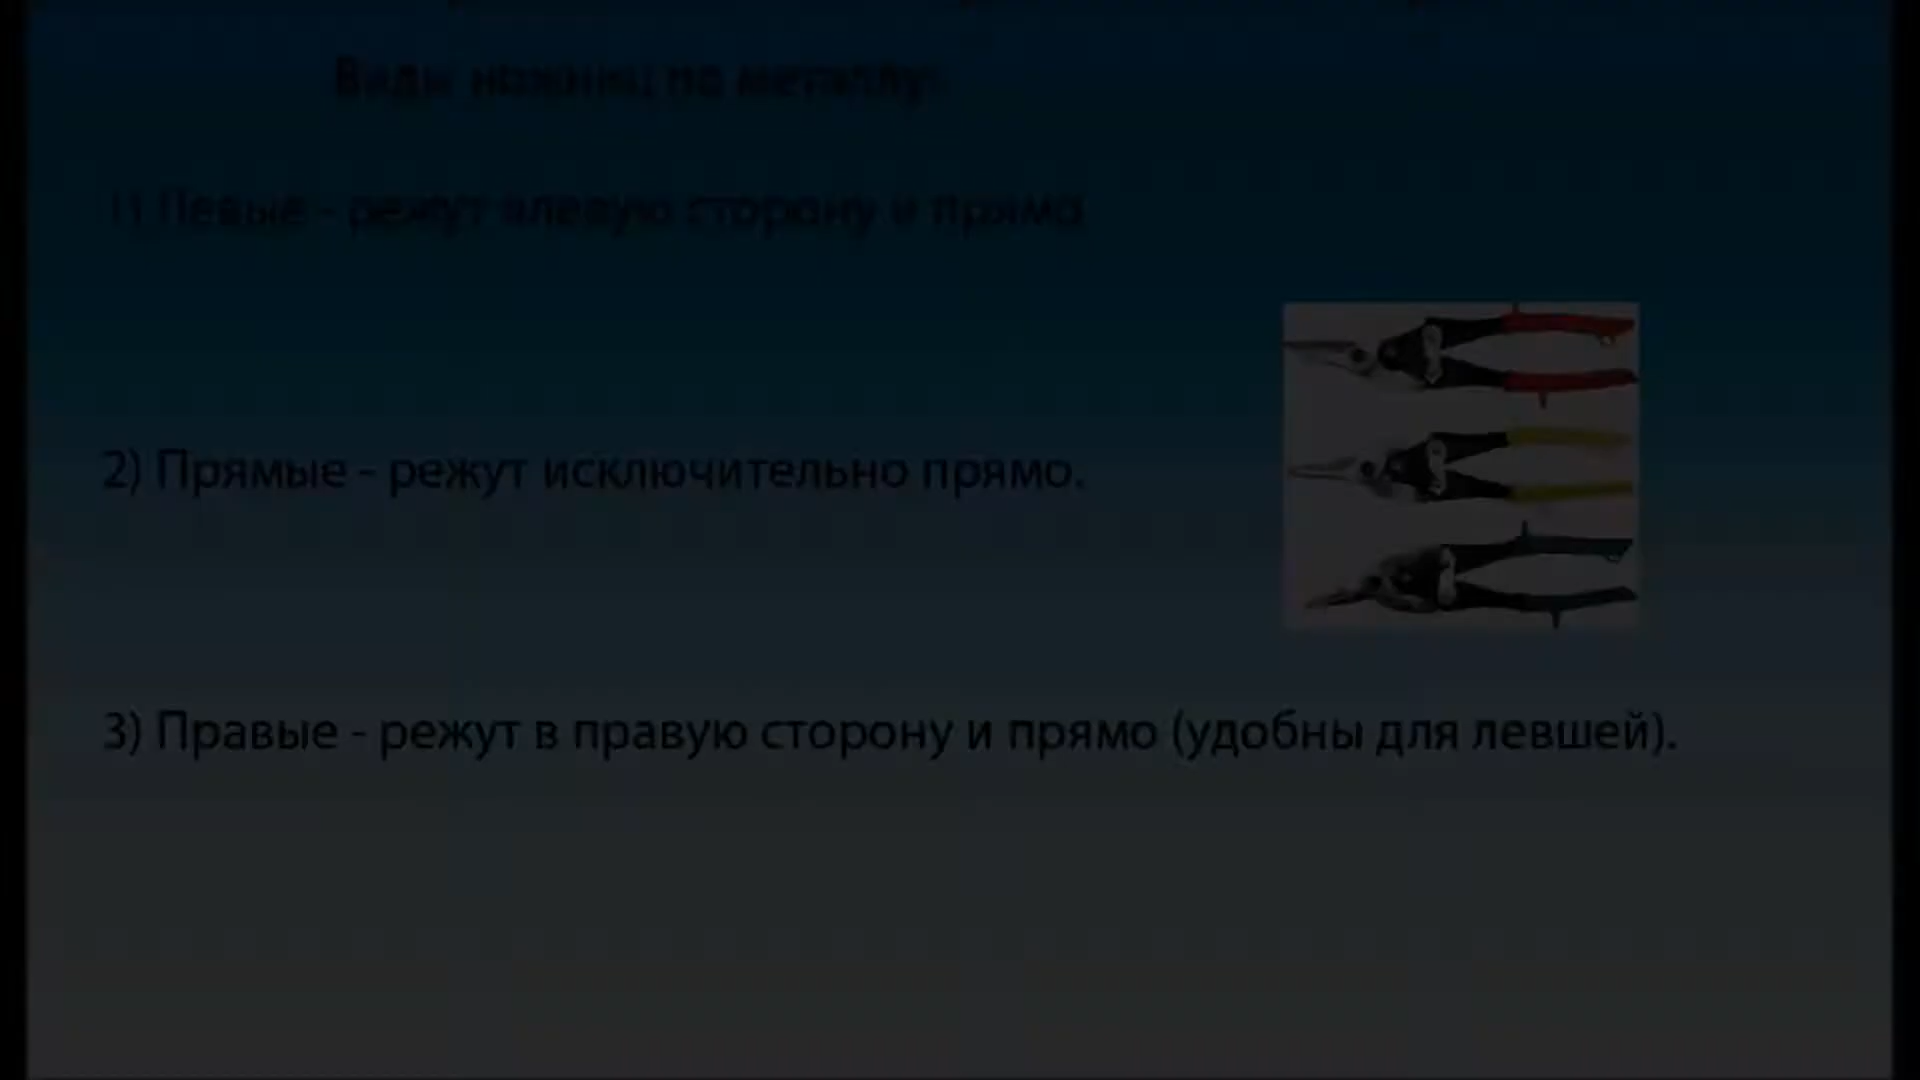 Виды ножниц по металлу:
1) Левые - режут влевую сторону и прямо
2) Прямые - режут исключительно прямо.
3) Правые - режут в правую сторону и прямо (удобны для левшей).